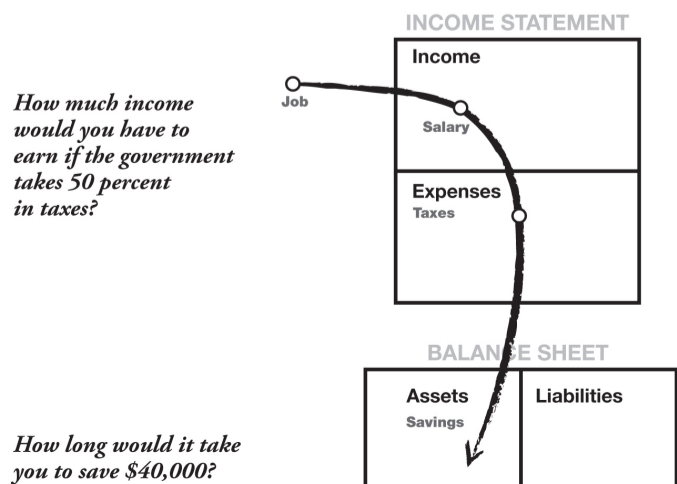 INCOME STATEMENT
Income
Job
Salary
How much income
would you have to
earn if the government
takes 50 percent
in taxes?
Expenses
Taxes
BALANCE SHEET
Assets
Savings
Liabilities
How long would it take
you to save $40,000?